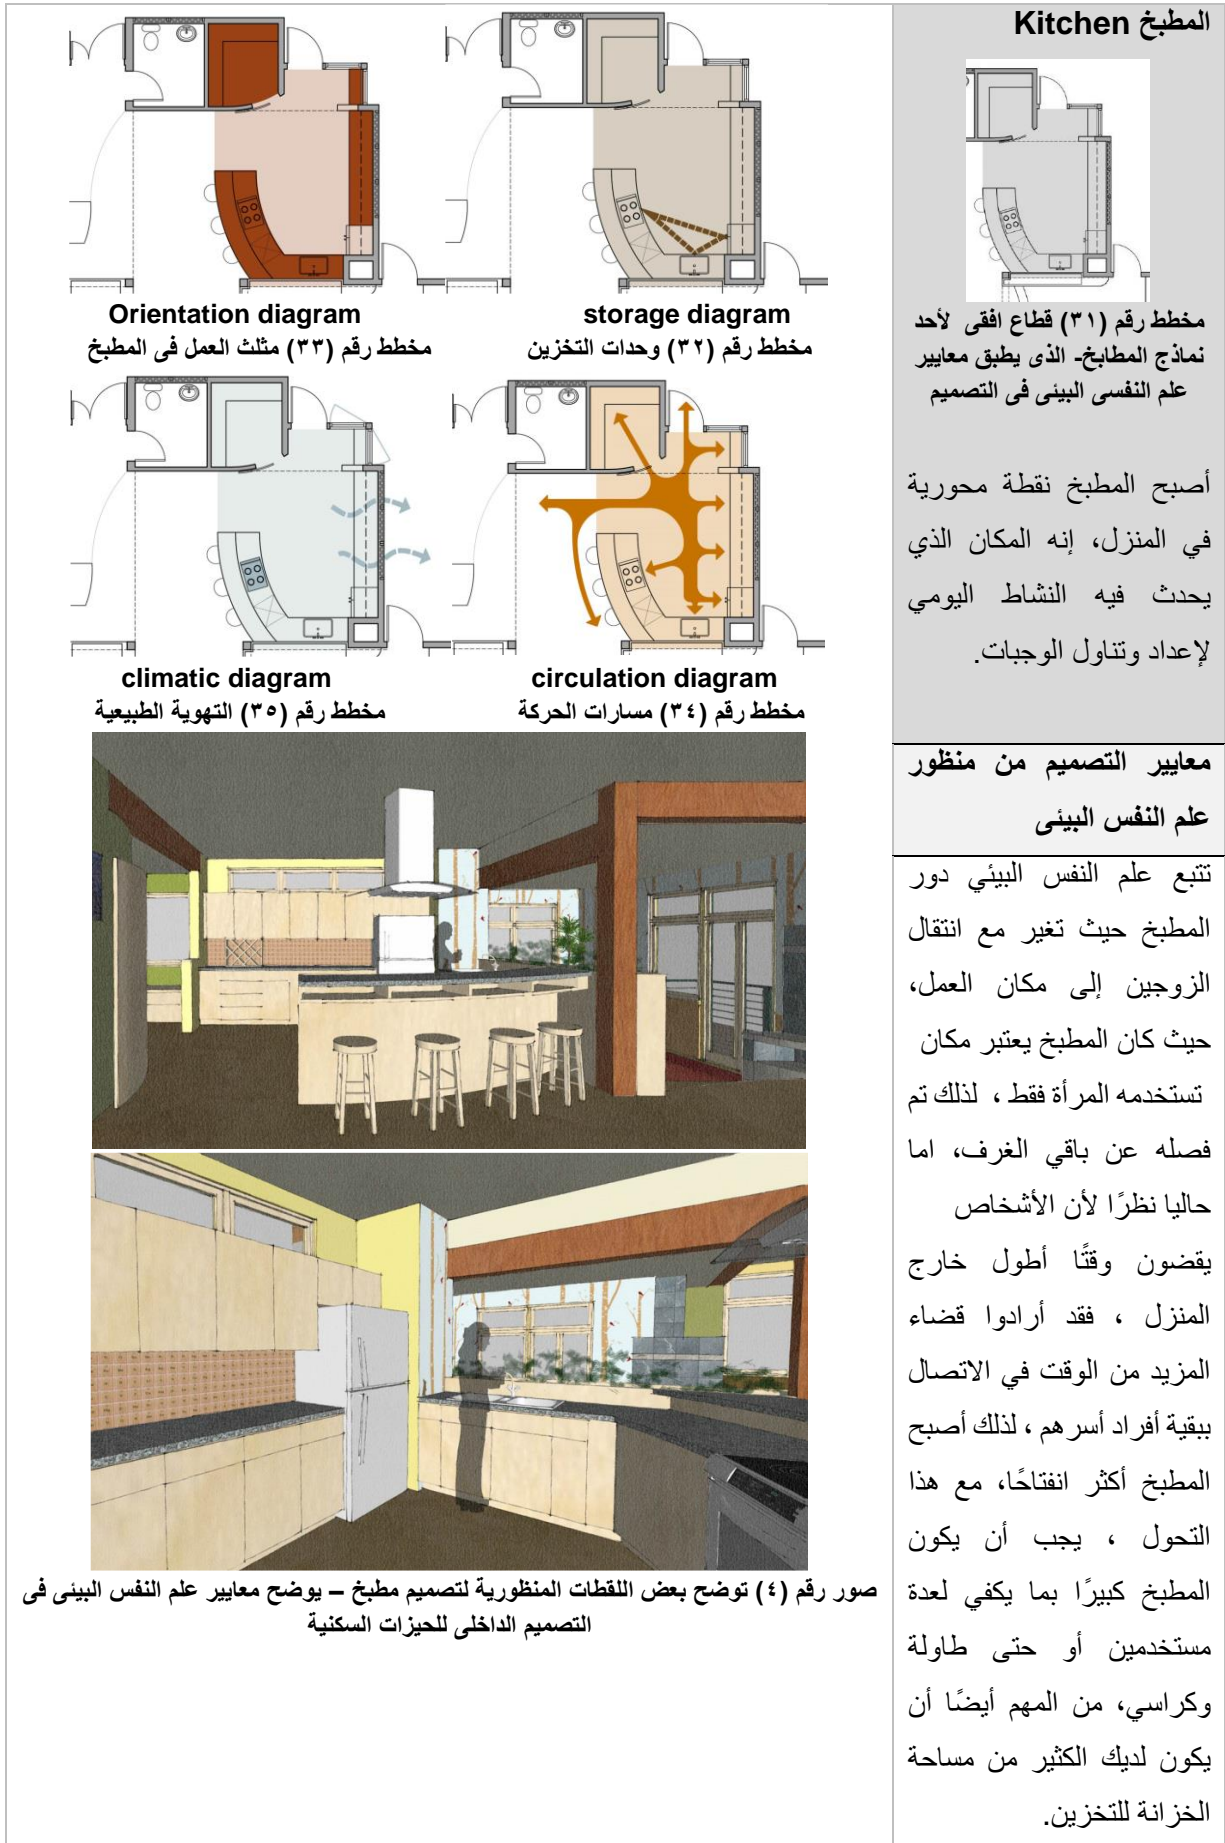 المطبخ Kitchen
مخطط رقم (٣١) قطاع افقى لأحد
نماذج المطابخ- الذى يطبق معايير
علم النفسى البيئى فى التصميم
أصبح المطبخ نقطة محورية
في المنزل، إنه المكان الذي
يحدث فيه النشاط اليومي
لإعداد وتناول الوجبات.
storage diagram
مخطط رقم (٣٢) وحدات التخزين
Orientation diagram
مخطط رقم (٣٣) مثلث العمل فى المطبخ
circulation diagram
مخطط رقم (٣٤) مسارات الحركة
climatic diagram
مخطط رقم (٣٥) التهوية الطبيعية
معايير التصميم من منظور
علم النفس البيئى
تتبع علم النفس البيئي دور
المطبخ حيث تغير مع انتقال
الزوجين إلى مكان العمل،
حيث كان المطبخ يعتبر مكان
تستخدمه المرأة فقط ، لذلك تم
فصله عن باقي الغرف، اما
حاليا نظرًا لأن الأشخاص
يقضون وقتًا أطول خارج
المنزل ، فقد أرادوا قضاء
المزيد من الوقت في الاتصال
ببقية أفراد أسرهم ، لذلك أصبح
المطبخ أكثر انفتاحًا، مع هذا
التحول ، يجب أن يكون
المطبخ كبيرًا بما يكفي لعدة
مستخدمين أو حتى طاولة
وكراسي، من المهم أيضًا أن
يكون لديك الكثير من مساحة
الخزانة للتخزين.
صور رقم (٤) توضح بعض اللقطات المنظورية لتصميم مطبخ – يوضح معايير علم النفس البيئى فى
التصميم الداخلى للحيزات السكنية